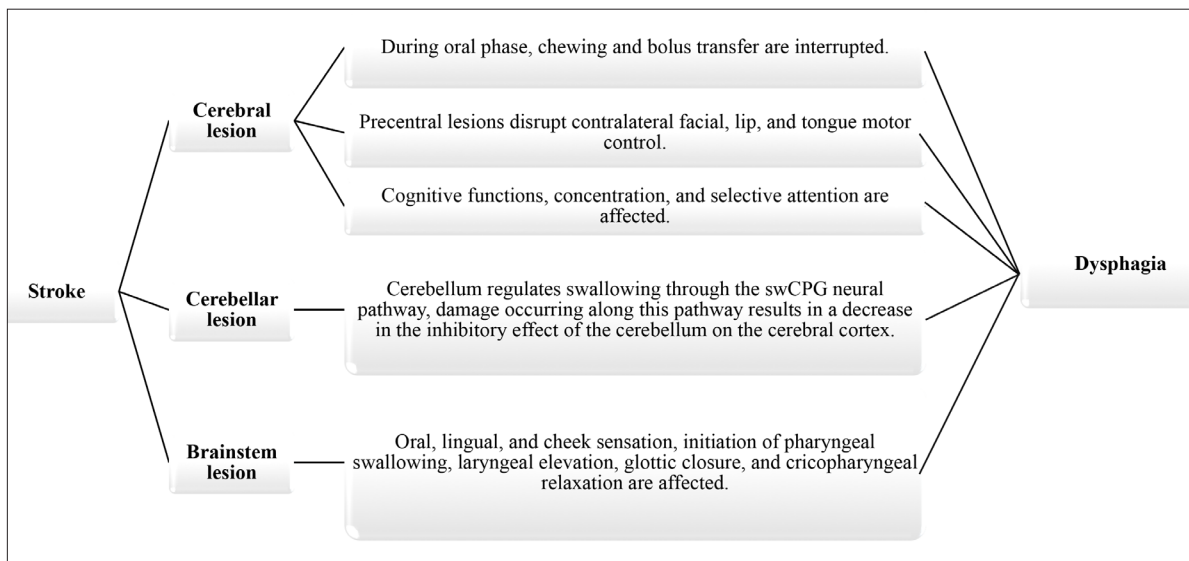 Stroke
Cerebral
lesion
During oral phase, chewing and bolus transfer are interrupted.
Precentral lesions disrupt contralateral facial, lip, and tongue motor
control.
Cognitive functions, concentration, and selective attention are
affected.
Cerebellar
lesion
Cerebellum regulates swallowing through the swCPG neural
pathway, damage occurring along this pathway results in a decrease
in the inhibitory effect of the cerebellum on the cerebral cortex.
Brainstem
lesion
Oral, lingual, and cheek sensation, initiation of pharyngeal
swallowing, laryngeal elevation, glottic closure, and cricopharyngeal
relaxation are affected.
Dysphagia